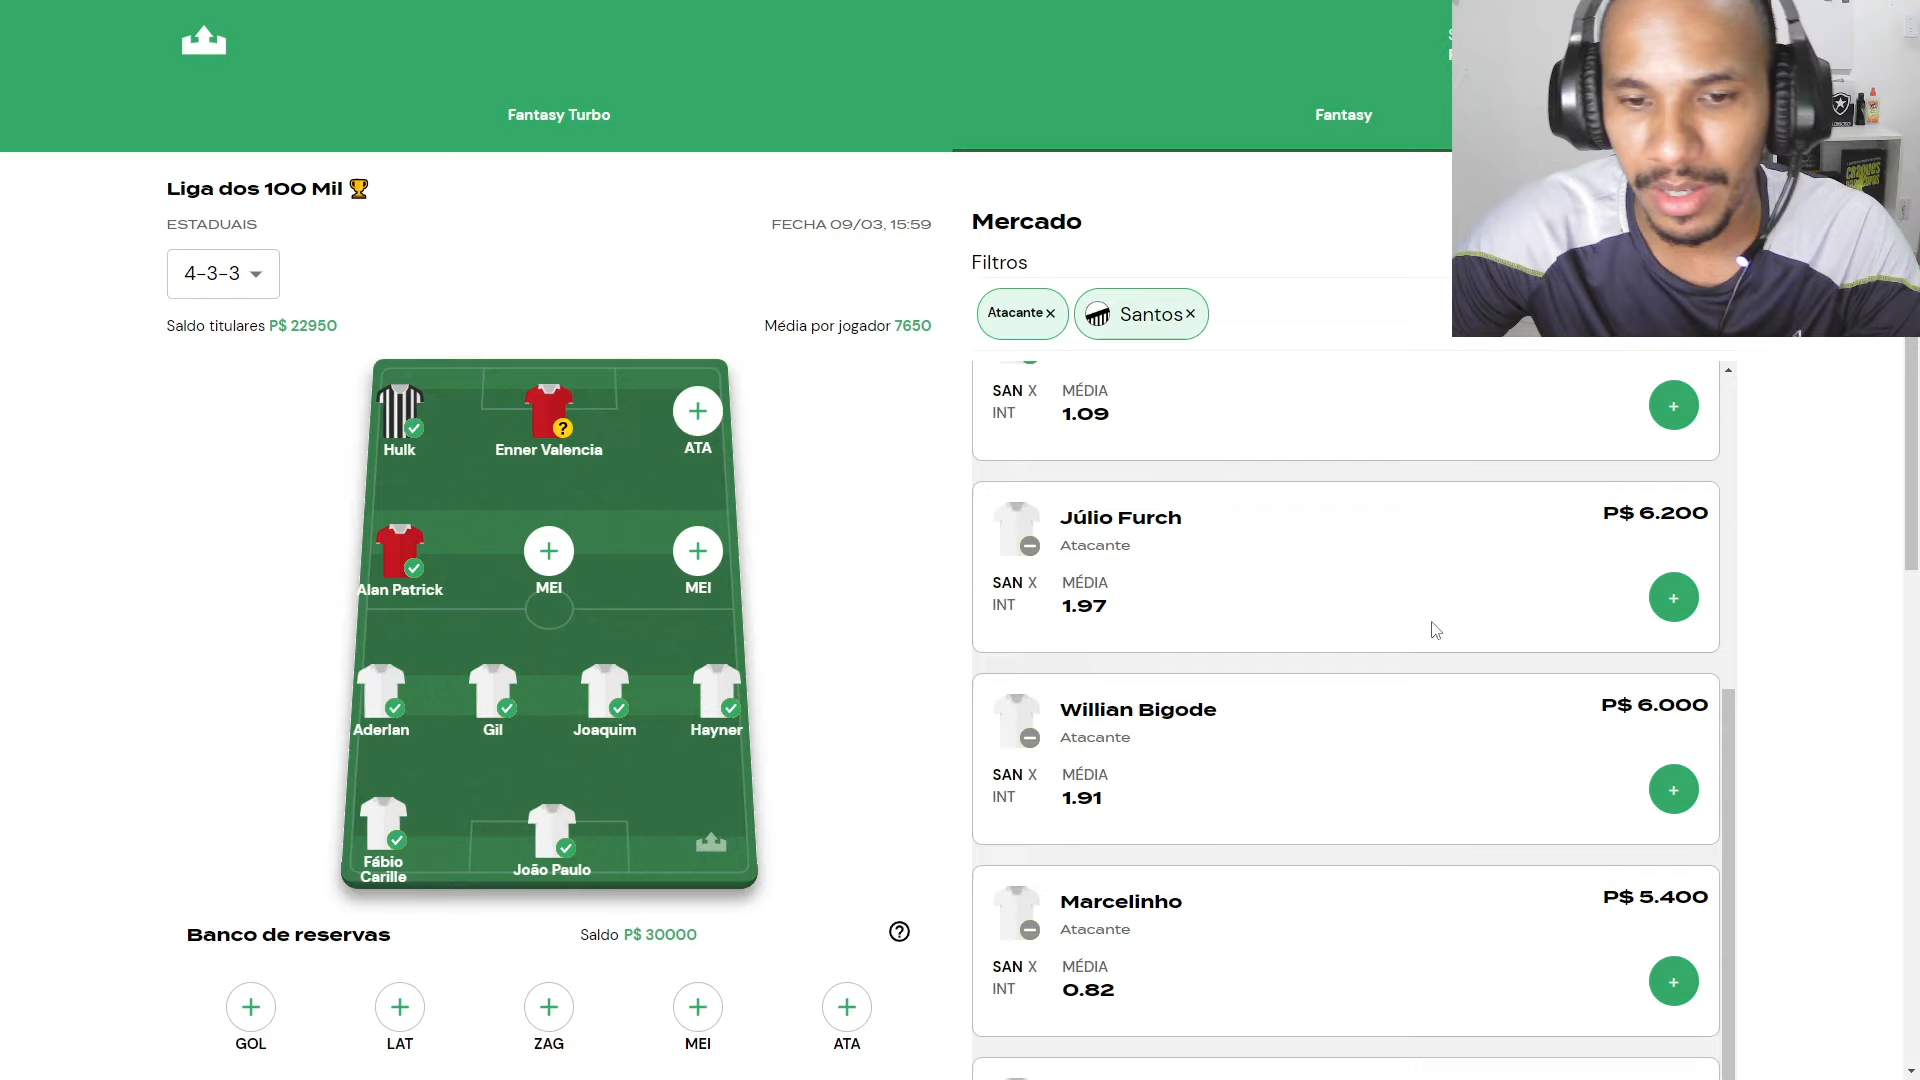 Fantasy Turbo
Fantasy
Liga dos 100 Mil
ESTADUAIS
FECHA 09/03, 15:59
4-3-3
Saldo titulares P$ 22950
Média por jogador 7650
Hulk
Enner Valencia
ATA
Alan Patrick
MEI
MEI
Aderlan
Gil
Joaquim
Hayner
Fábio
Carille
João Paulo
Banco de reservas
Saldo P$ 30000
GOL
LAT
ZAG
MEI
ATA
Mercado
Filtros
Atacante
Santos
SAN X
INT
MÉDIA
1.09
Júlio Furch
Atacante
P$ 6.200
SAN X
INT
MÉDIA
1.97
Willian Bigode
Atacante
P$ 6.000
SAN X
INT
MÉDIA
1.91
Marcelinho
Atacante
P$ 5.400
SAN X
INT
MÉDIA
0.82